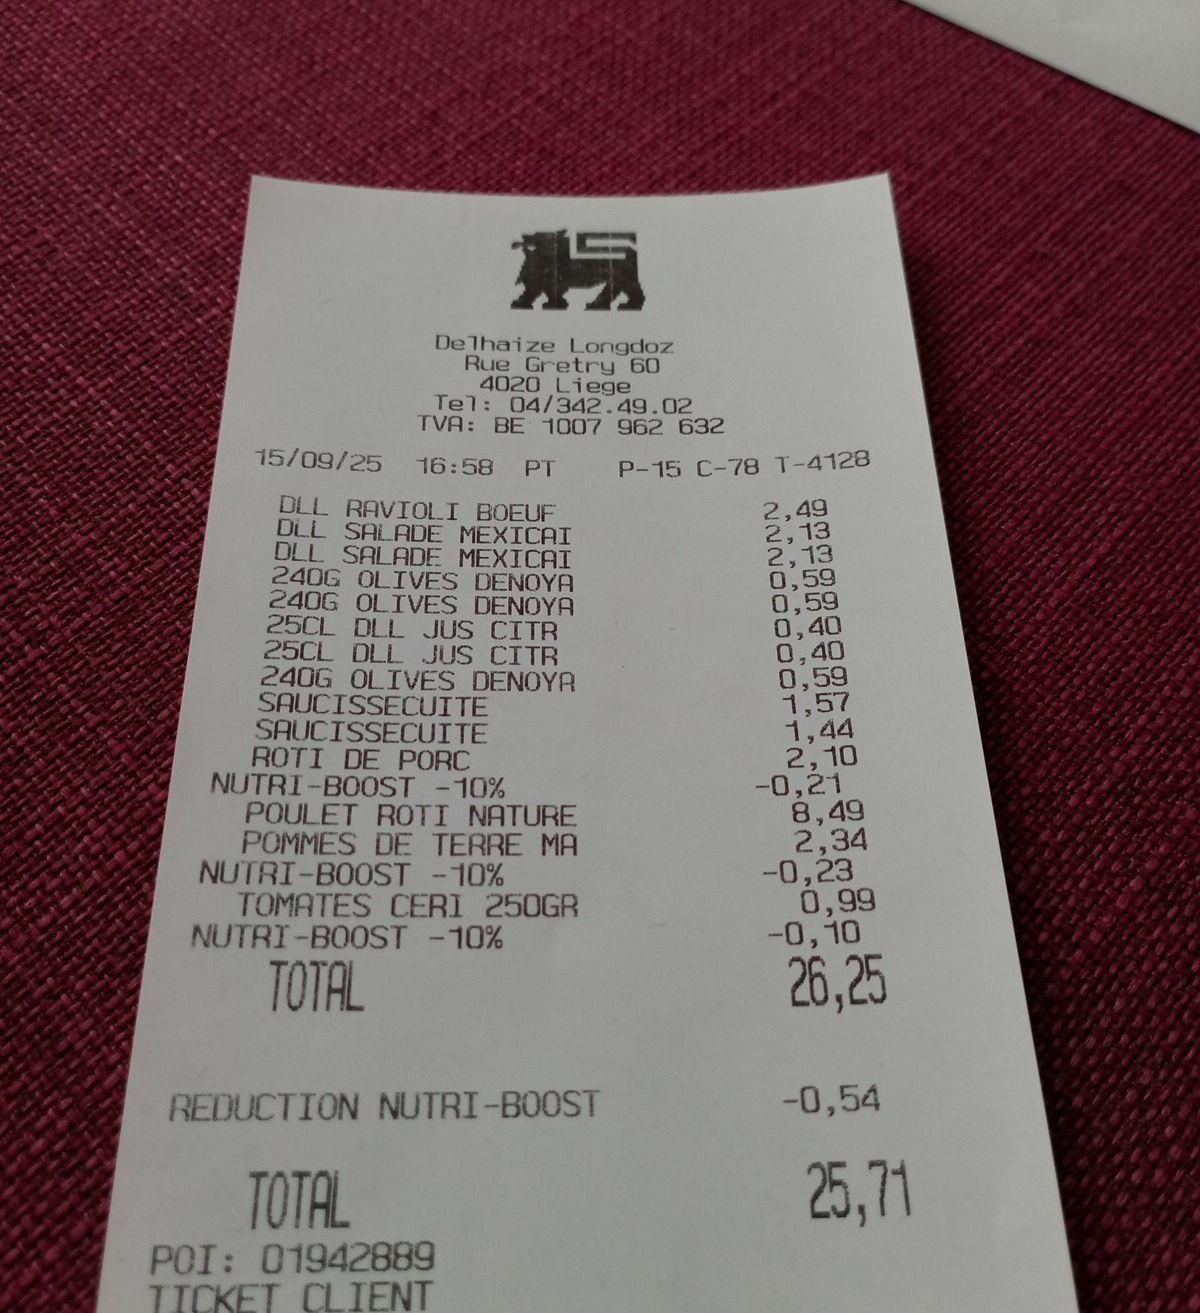 Delhaize Longdoz
Rue Gretry 60
4020 Liege
Tel: 04/342.49.02
TVA: BE 1007 962 632
15/09/25 16:58 PT P-15 C-78 T-4128
DLL RAVIOLI BOEUF 2,49
DLL SALADE MEXICAI 2,13
DLL SALADE MEXICAI 2,13
240G OLIVES DENOYA 0,59
240G OLIVES DENOYA 0,59
25CL DLL JUS CITR 0,40
25CL DLL JUS CITR 0,40
240G OLIVES DENOYA 0,59
SAUCISSECUITE 1,57
SAUCISSECUITE 1,44
ROTI DE PORC 2,10
NUTRI-BOOST -10% -0,21
POULET ROTI NATURE 8,49
POMMES DE TERRE MA 2,34
NUTRI-BOOST -10% -0,23
TOMATES CERI 250GR 0,99
NUTRI-BOOST -10% -0,10
TOTAL 26,25
REDUCTION NUTRI-BOOST -0,54
TOTAL 25,71
POI: 01942889
TICKET CLIENT